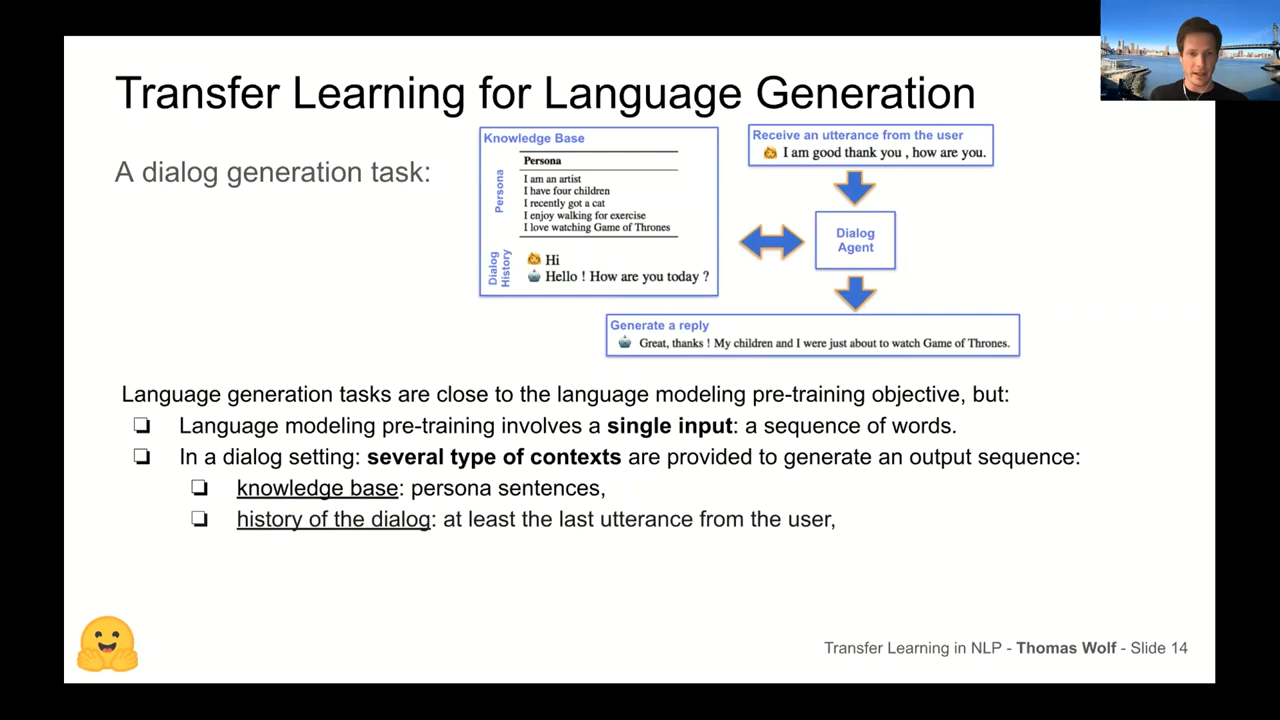 Transfer Learning for Language Generation
A dialog generation task:
Knowledge Base
Persona
Persona
I am an artist
I have four children
I recently got a cat
I enjoy walking for exercise
I love watching Game of Thrones
Dialog
History
Hi
Hello ! How are you today ?
Receive an utterance from the user
I am good thank you , how are you.
Dialog
Agent
Generate a reply
Great, thanks ! My children and I were just about to watch Game of Thrones.
Language generation tasks are close to the language modeling pre-training objective, but:
Language modeling pre-training involves a single input: a sequence of words.
In a dialog setting: several type of contexts are provided to generate an output sequence:
knowledge base: persona sentences,
history of the dialog: at least the last utterance from the user,
Transfer Learning in NLP - Thomas Wolf - Slide 14